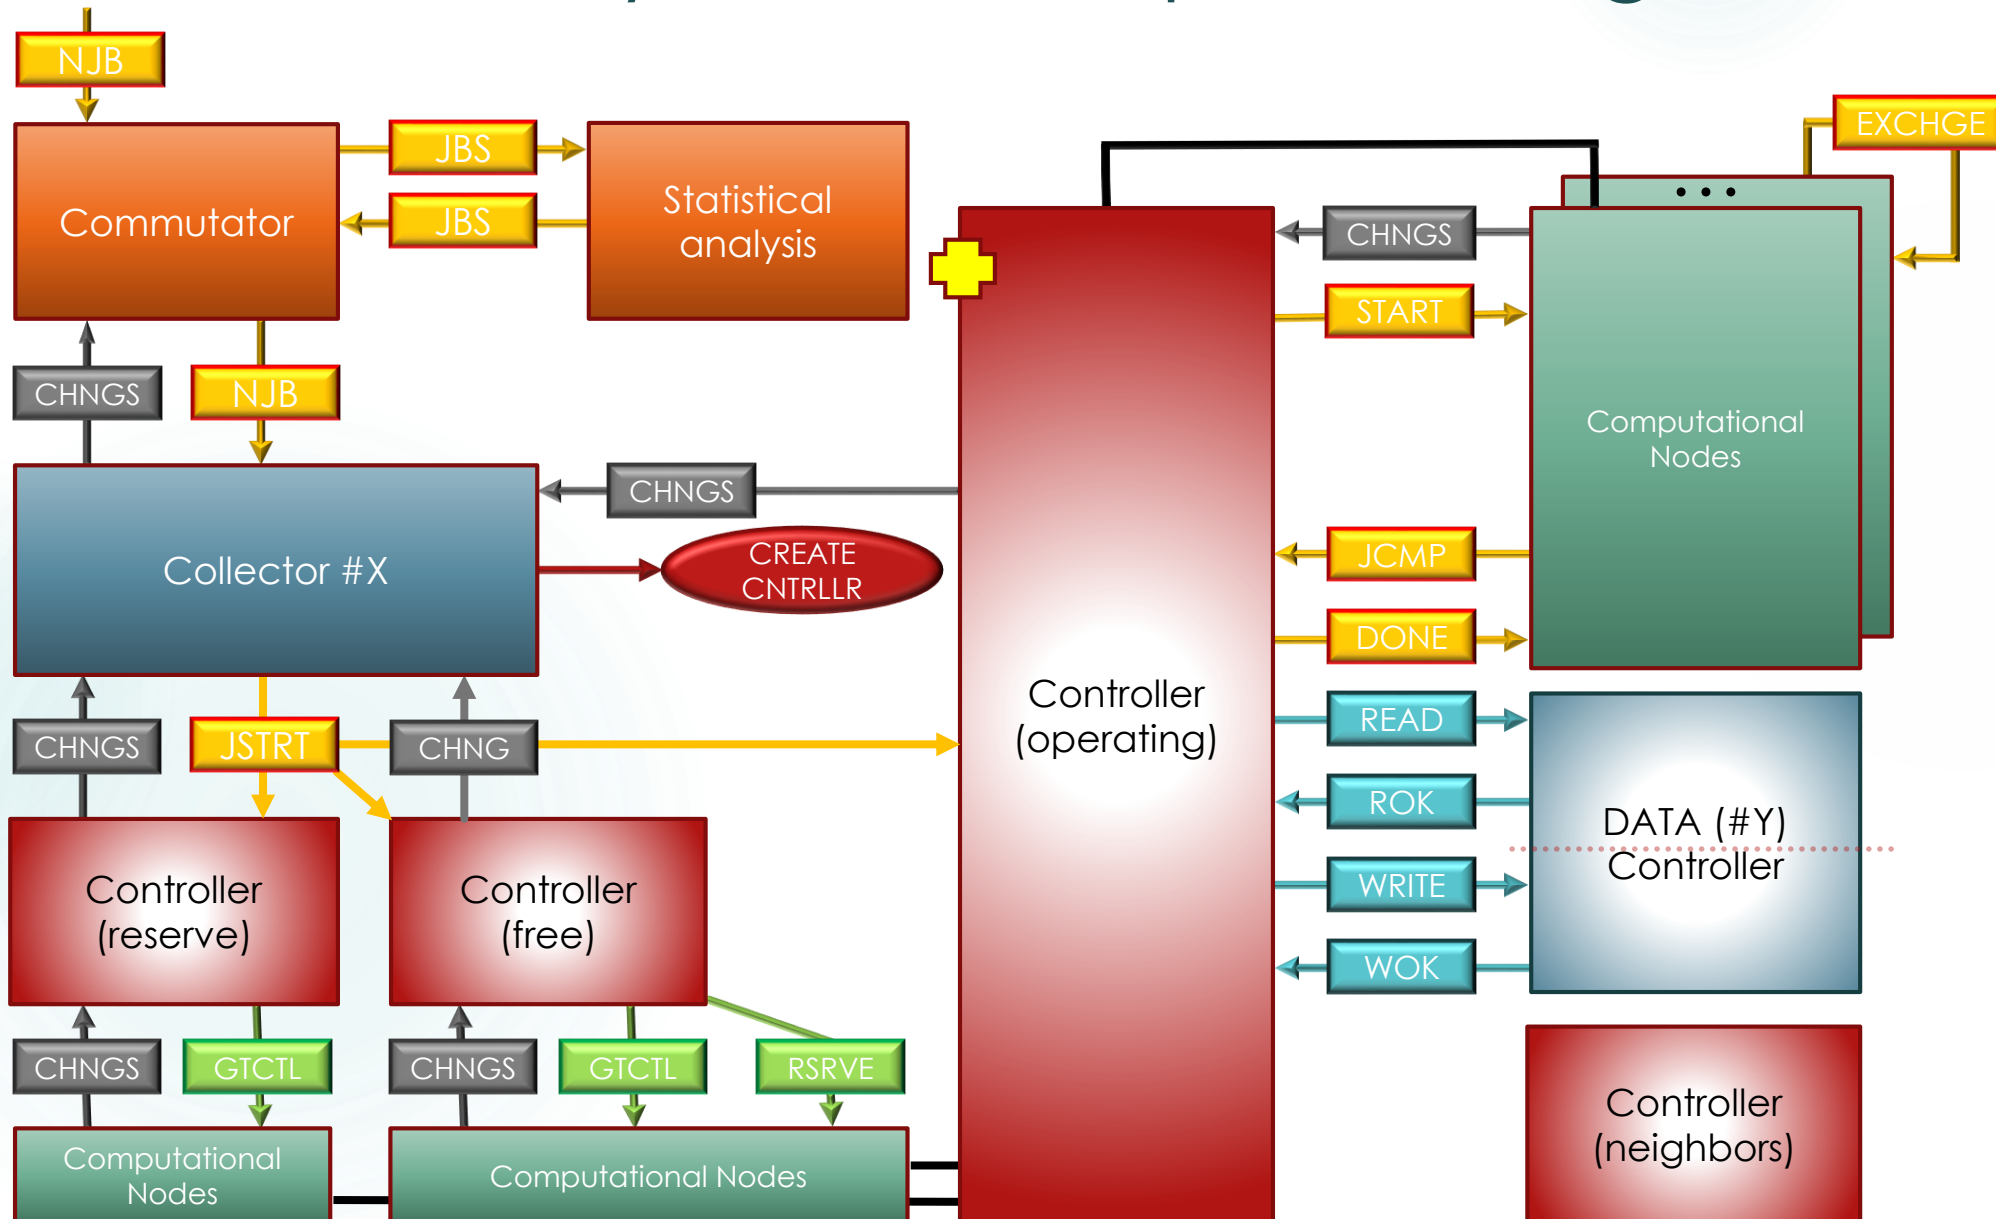 NJB
EXCHGE
JBS
Commutator
Statistical
analysis
JBS
. . .
CHNGS
START
CHNGS
NJB
Computational
Nodes
CHNGS
Collector #X
CREATE
CNTRLLR
JCMP
DONE
Controller
(operating)
READ
CHNGS
JSTRT
CHNG
ROK
DATA (#Y)
Controller
WRITE
Controller
(reserve)
Controller
(free)
WOK
CHNGS
GTCTL
CHNGS
GTCTL
RSRVE
Controller
(neighbors)
Computational
Nodes
Computational Nodes